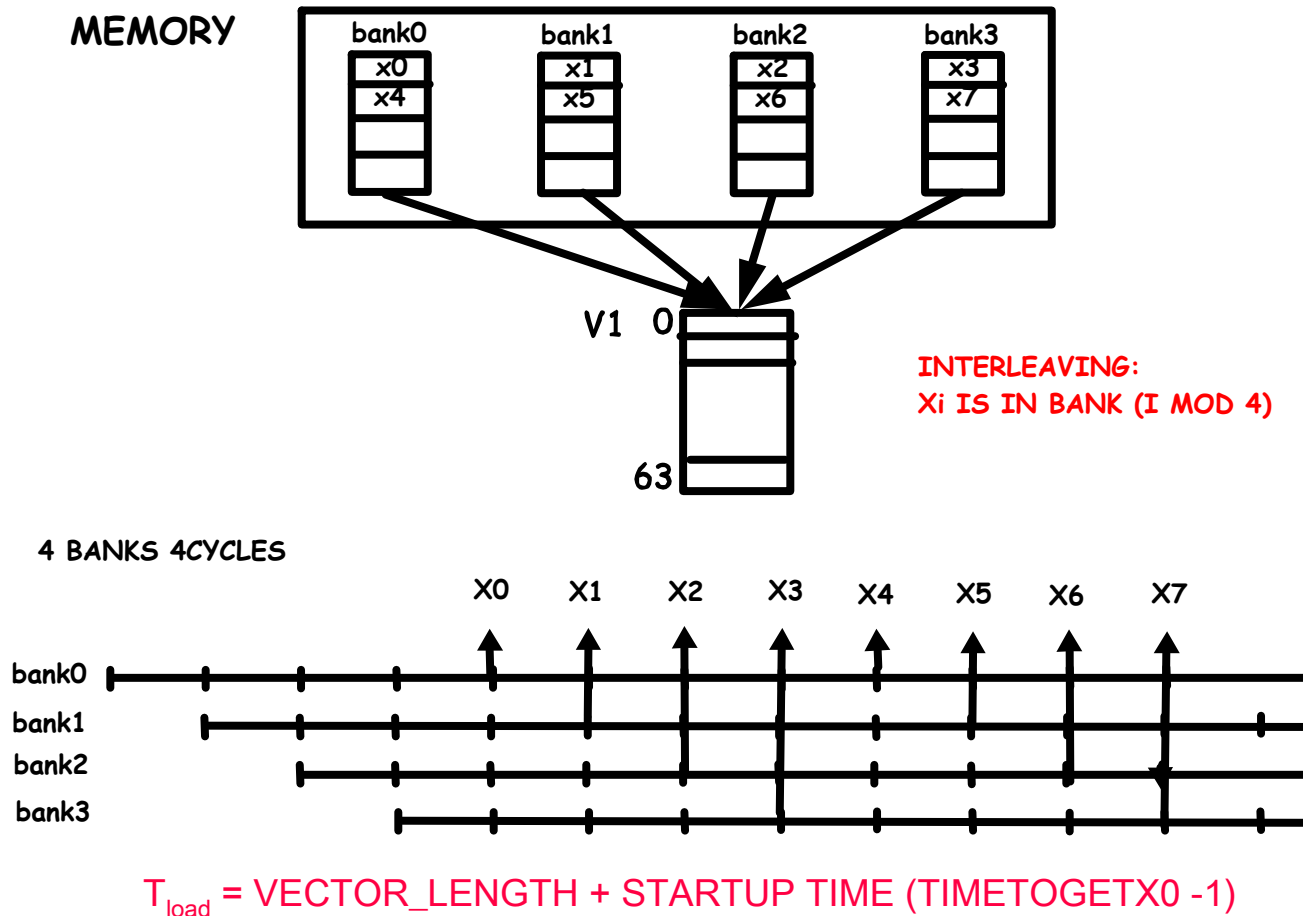 MEMORY
bank0 bank1 bank2 bank3
x0 x1 x2 x3
x4 x5 x6 x7
V1 0
INTERLEAVING:
Xi IS IN BANK (I MOD 4)
63
4 BANKS 4CYCLES
X0 X1 X2 X3 X4 X5 X6 X7
bank0
bank1
bank2
bank3
Tload = VECTOR_LENGTH + STARTUP TIME (TIMETOGETX0 -1)